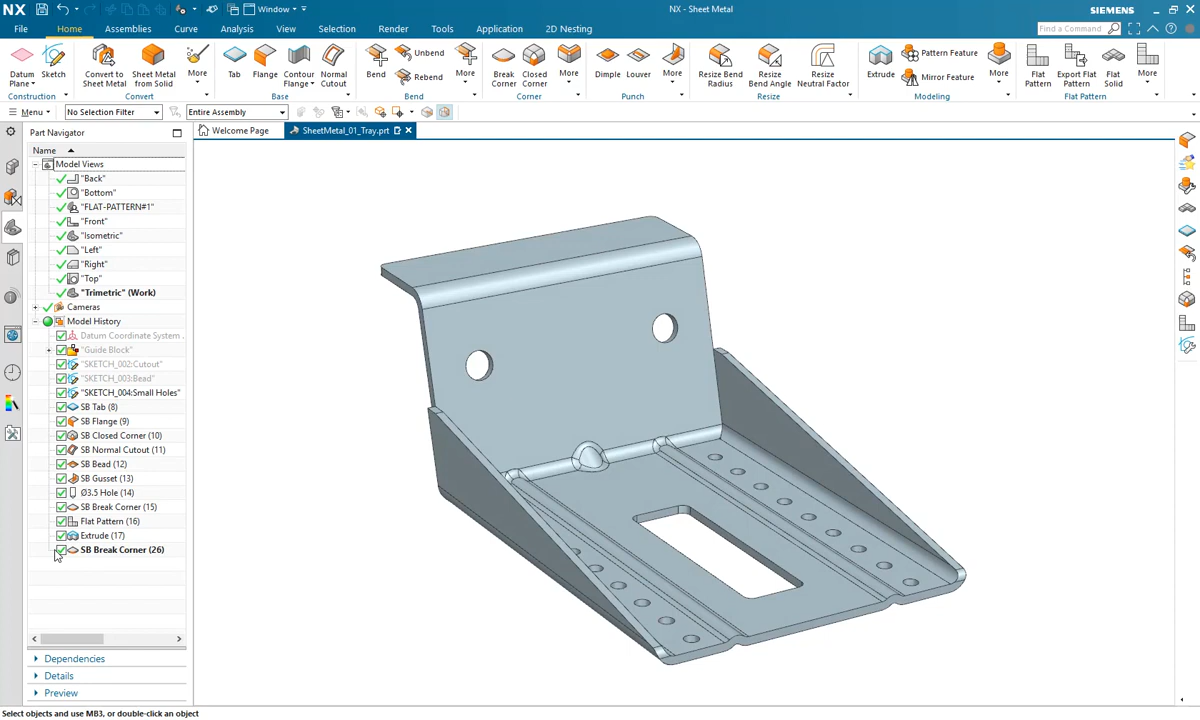 NX
Window
NX - Sheet Metal
SIEMENS
File
Home
Assemblies
Curve
Analysis
View
Selection
Render
Tools
Application
2D Nesting
Find a Command
Datum Plane
Sketch
Construction
Convert to Sheet Metal
Sheet Metal from Solid
More
Convert
Tab
Flange
Contour Flange
Normal Cutout
Base
Bend
Unbend
Rebend
More
Bend
Break Corner
Closed Corner
More
Corner
Dimple
Louver
More
Punch
Resize Bend Radius
Resize Bend Angle
Resize Neutral Factor
Resize
Extrude
Pattern Feature
Mirror Feature
More
Modeling
Flat Pattern
Export Flat Pattern
Flat Solid
More
Flat Pattern
Menu
No Selection Filter
Entire Assembly
Part Navigator
Welcome Page
SheetMetal_01_Tray.prt
Name
Model Views
"Back"
"Bottom"
"FLAT-PATTERN#1"
"Front"
"Isometric"
"Left"
"Right"
"Top"
"Trimetric" (Work)
Cameras
Model History
Datum Coordinate System .
"Guide Block"
"SKETCH_002:Cutout"
"SKETCH_003:Bead"
"SKETCH_004:Small Holes"
SB Tab (8)
SB Flange (9)
SB Closed Corner (10)
SB Normal Cutout (11)
SB Bead (12)
SB Gusset (13)
Ø3.5 Hole (14)
SB Break Corner (15)
Flat Pattern (16)
Extrude (17)
SB Break Corner (26)
Dependencies
Details
Preview
Select objects and use MB3, or double-click an object